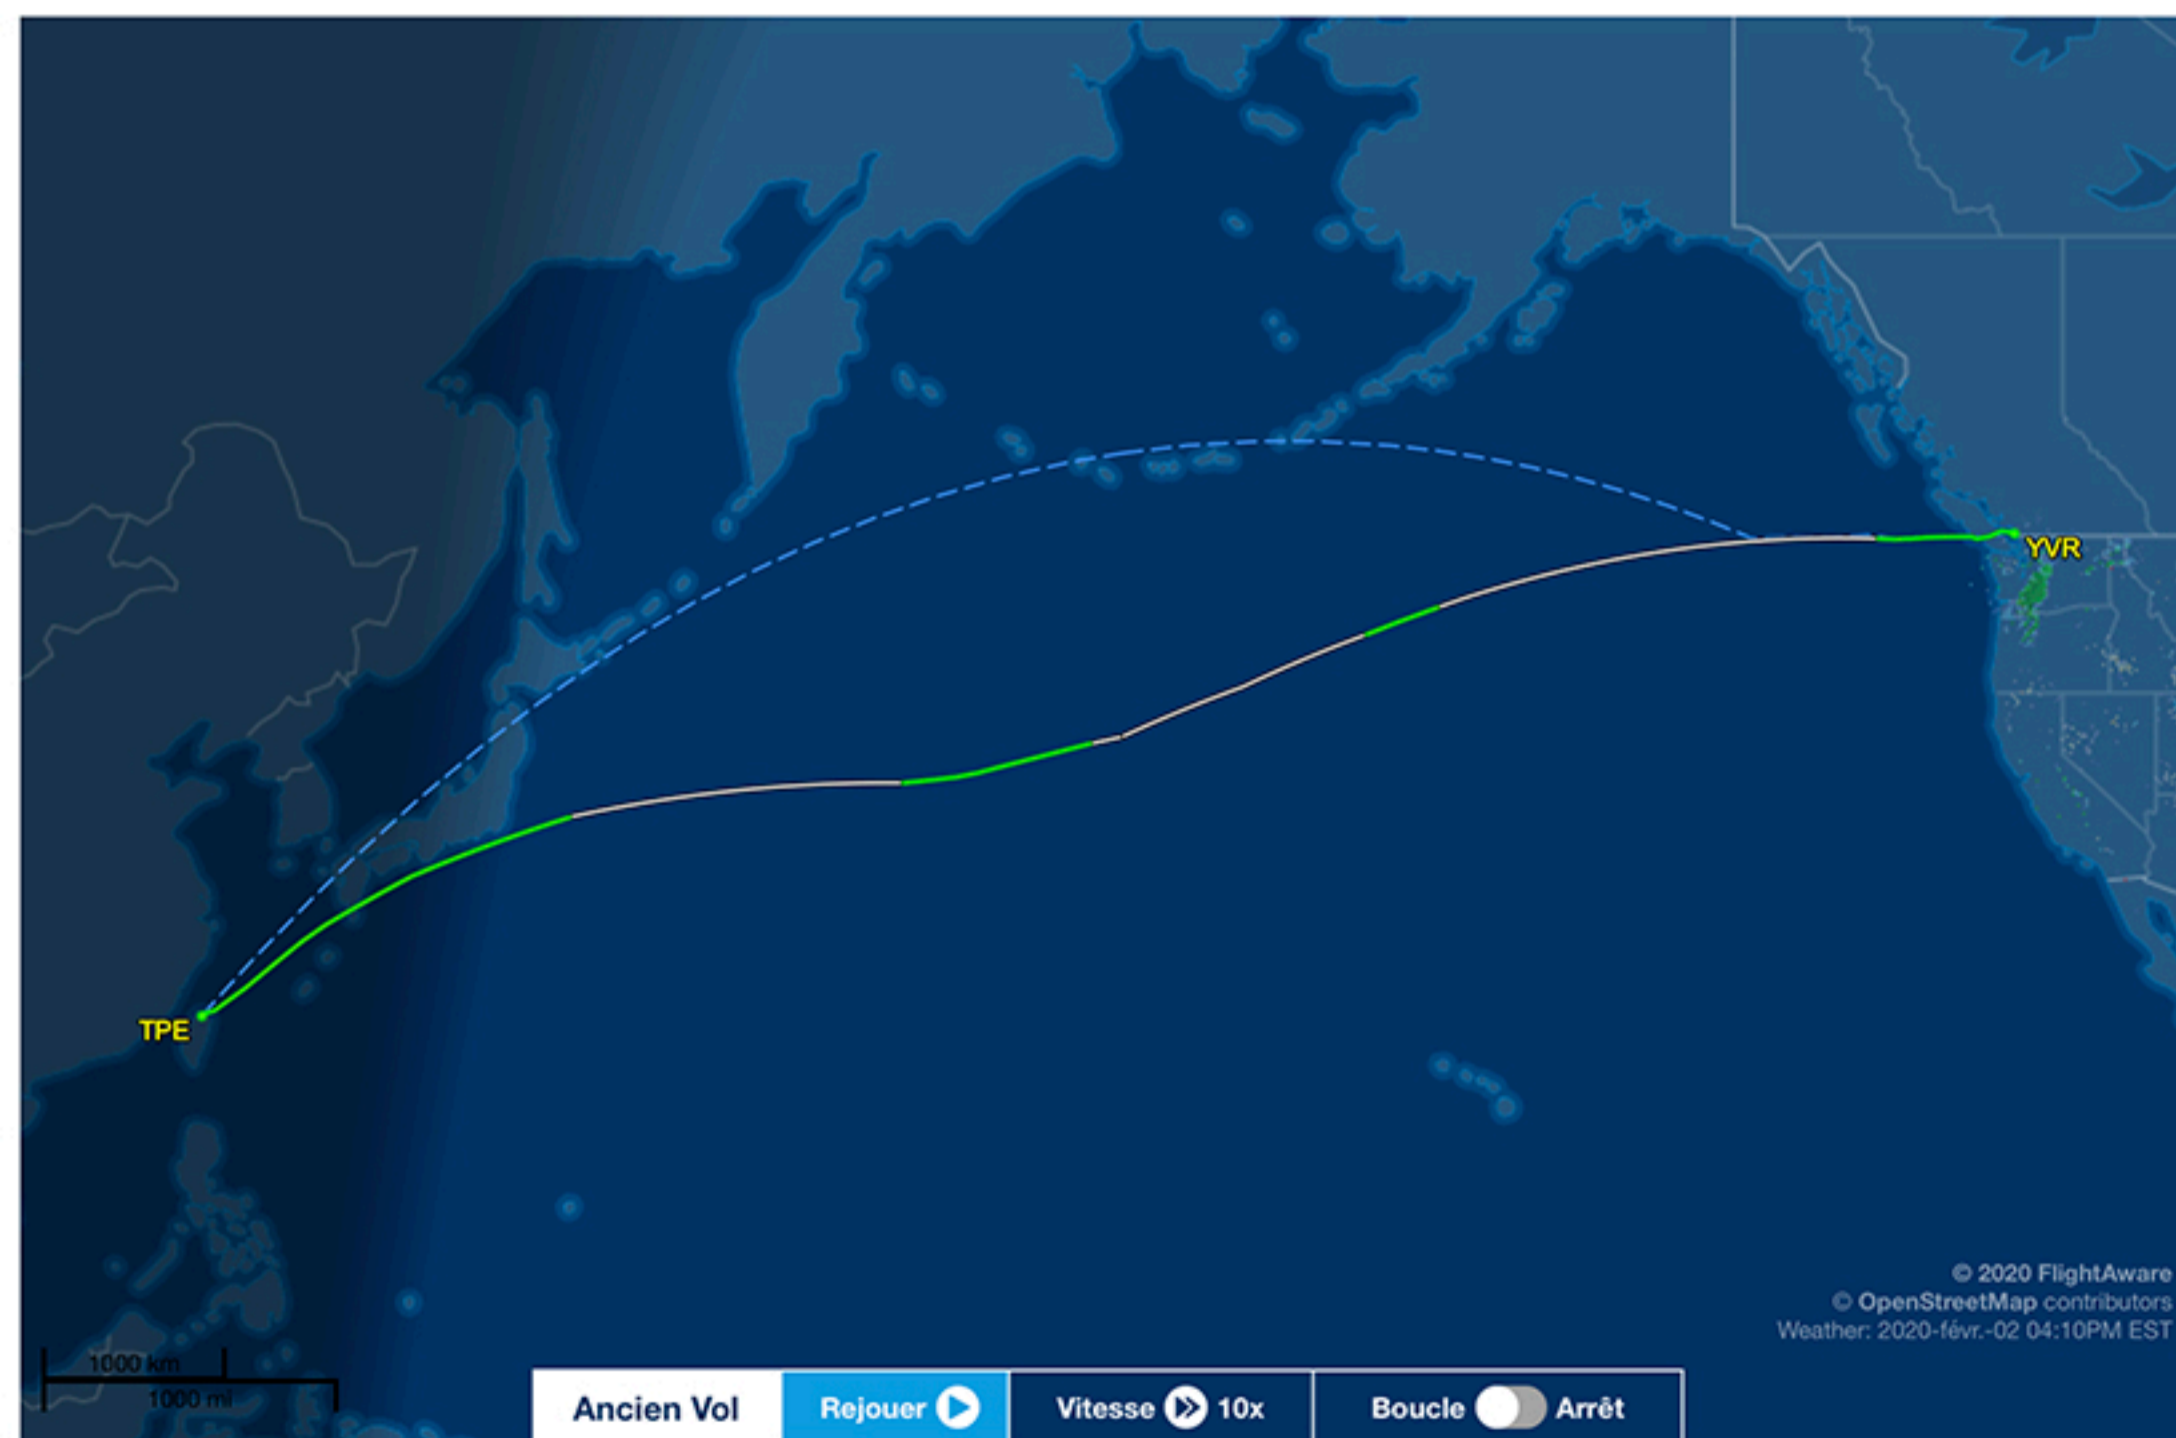 YVR
TPE
© 2020 FlightAware
© OpenStreetMap contributors
Weather: 2020-févr.-02 04:10PM EST
1000 km
1000 mi
Ancien Vol Rejouer Vitesse 10x Boucle Arrêt